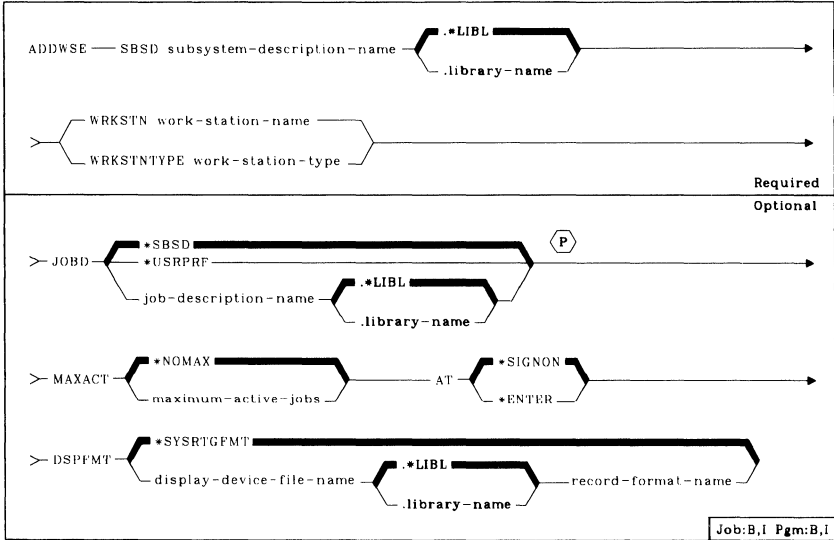 .*LIBL
ADDWSE SBSD subsystem-description-name
.library-name
WRKSTN work-station-name
WRKSTNTYPE work-station-type
Required
Optional
*SBSD
P
JOBD *USRPRF
.*LIBL
job-description-name
.library-name
*NOMAX *SIGNON
MAXACT AT
maximum-active-jobs *ENTER
*SYSRTGFMT
DSPFMT
.*LIBL
display-device-file-name record-format-name
.library-name
Job:B,I Pgm:B,I